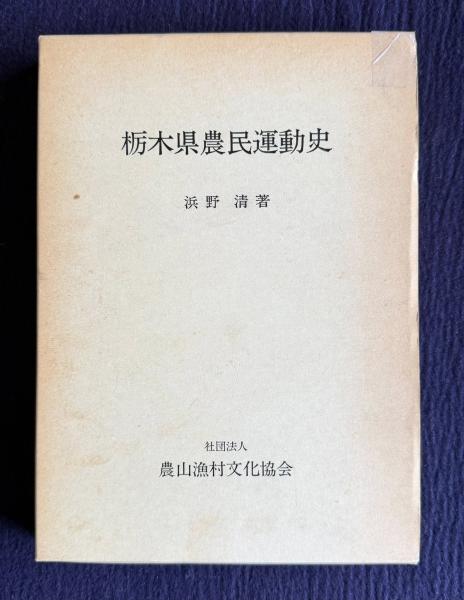 栃木県農民運動史
浜野 清著
社団法人
農山漁村文化協会